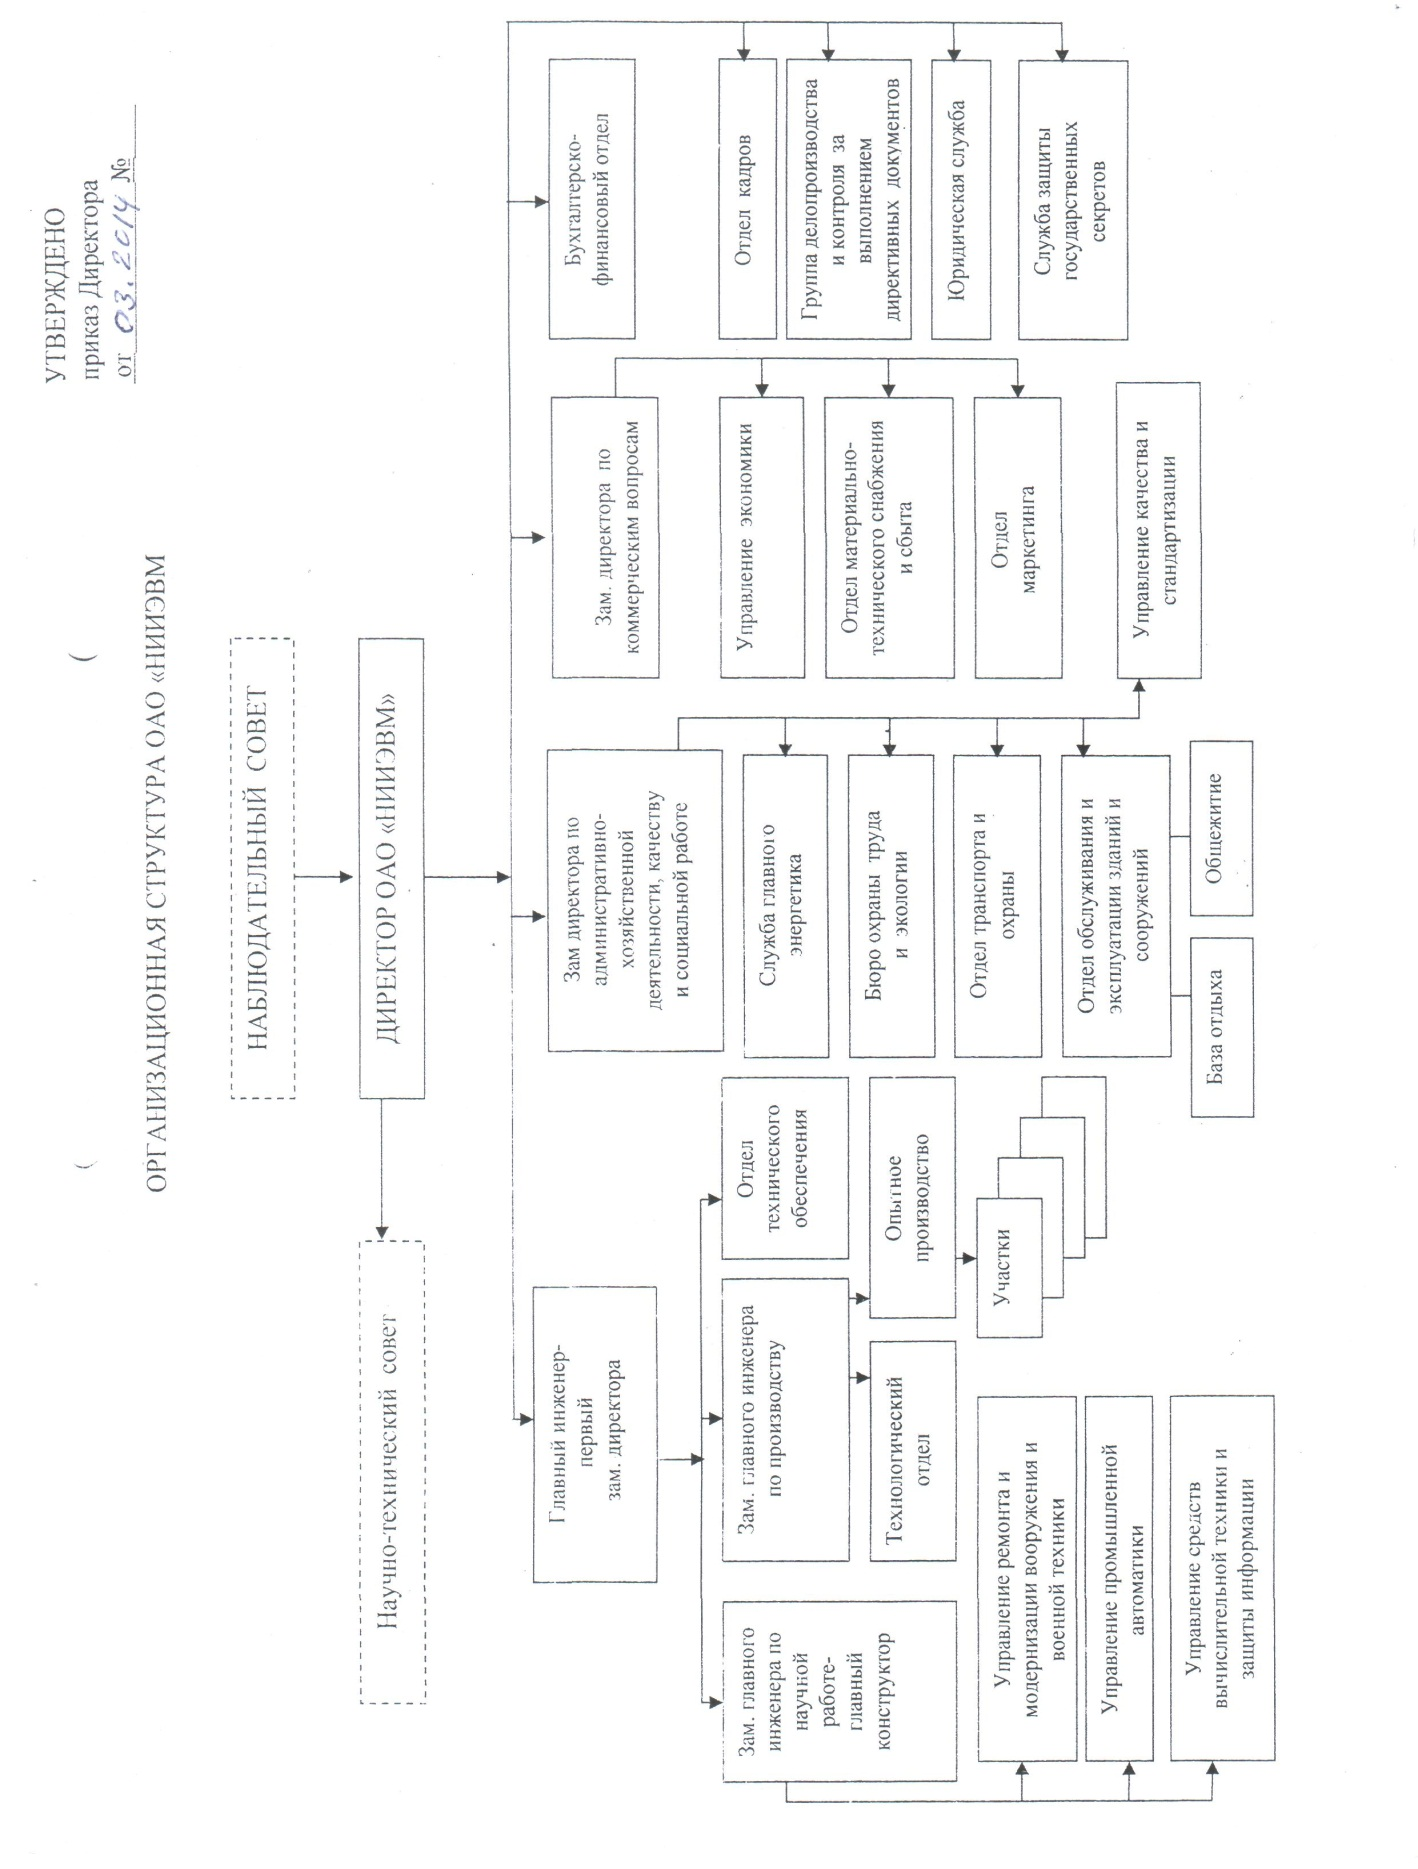 УТВЕРЖДЕНО
приказ Директора
от 03.2014 №
ОРГАНИЗАЦИОННАЯ СТРУКТУРА ОАО «НИИЭВМ»
НАБЛЮДАТЕЛЬНЫЙ СОВЕТ
ДИРЕКТОР ОАО «НИИЭВМ»
Научно-технический совет
Главный инженер-
первый
зам. директора
Зам директора по
административно-
хозяйственной
деятельности, качеству
и социальной работе
Зам. директора по
коммерческим вопросам
Бухгалтерско-
финансовый отдел
Зам. главного
инженера по
научной
работе-
главный
конструктор
Зам. главного инженера
по производству
Отдел
технического
обеспечения
Технологический
отдел
Опытное
производство
Участки
Управление ремонта и
модернизации вооружения и
военной техники
Управление промышленной
автоматики
Управление средств
вычислительной техники и
защиты информации
Служба главного
энергетика
Бюро охраны труда
и экологии
Отдел транспорта и
охраны
Отдел обслуживания и
эксплуатации зданий и
сооружений
База отдыха
Общежитие
Управление экономики
Отдел материально-
технического снабжения
и сбыта
Отдел
маркетинга
Управление качества и
стандартизации
Отдел кадров
Группа делопроизводства
и контроля за
выполнением
директивных документов
Юридическая служба
Служба защиты
государственных
секретов